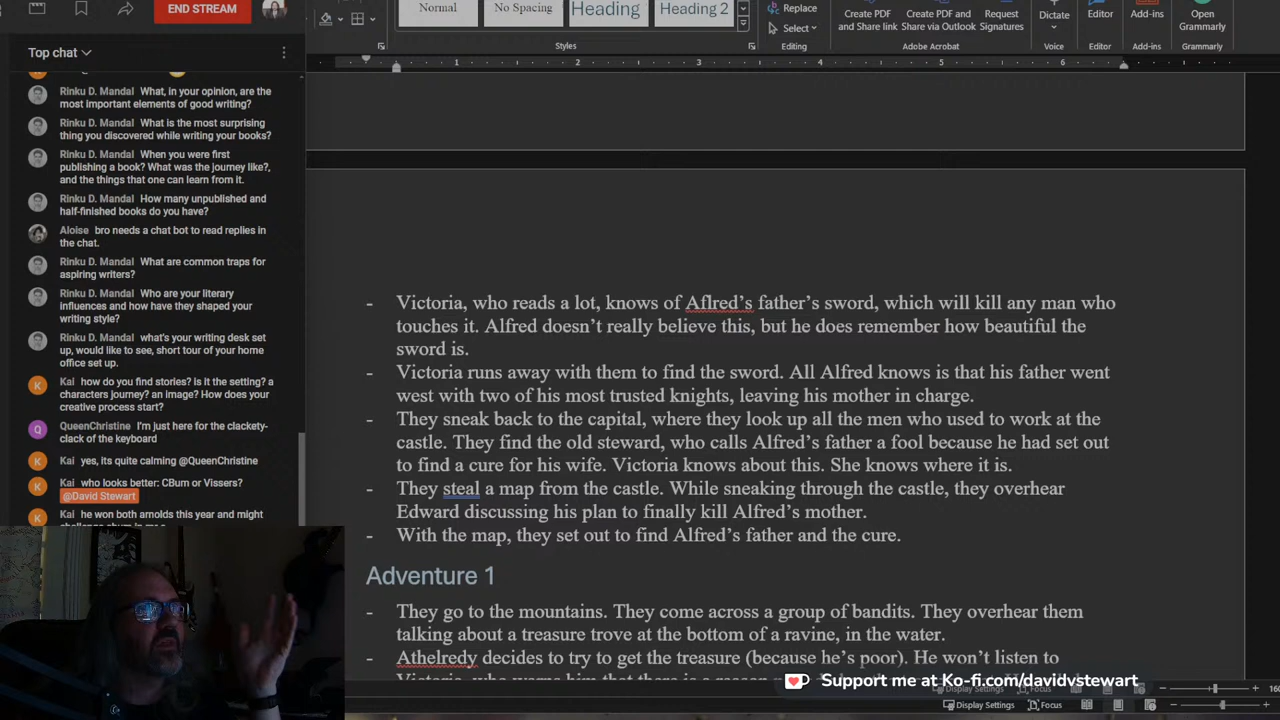 END STREAM
Top chat
Rinku D. Mandal What, in your opinion, are the
most important elements of good writing?
Rinku D. Mandal What is the most surprising
thing you discovered while writing your books?
Rinku D. Mandal When you were first
publishing a book? What was the journey like?,
and the things that one can learn from it.
Rinku D. Mandal How many unpublished and
half-finished books do you have?
Aloise bro needs a chat bot to read replies in
the chat.
Rinku D. Mandal What are common traps for
aspiring writers?
Rinku D. Mandal Who are your literary
influences and how have they shaped your
writing style?
Rinku D. Mandal what's your writing desk set
up, would like to see, short tour of your home
office set up.
Kai how do you find stories? Is it the setting? a
characters journey? an image? How does your
creative process start?
QueenChristine I'm just here for the clackety-
clack of the keyboard
Kai yes, its quite calming @QueenChristine
Kai who looks better: CBum or Vissers?
@David Stewart
Kai he won both arnolds this year and might
Normal
No Spacing
Heading
Heading 2
Styles
Replace
Select
Editing
Create PDF
and Share link
Create PDF and
Share via Outlook
Request
Signatures
Adobe Acrobat
Dictate
Voice
Editor
Editor
Add-ins
Add-ins
Open
Grammarly
Grammarly
1 2 3 4 5 6
- Victoria, who reads a lot, knows of Aflred’s father’s sword, which will kill any man who
touches it. Alfred doesn’t really believe this, but he does remember how beautiful the
sword is.
- Victoria runs away with them to find the sword. All Alfred knows is that his father went
west with two of his most trusted knights, leaving his mother in charge.
- They sneak back to the capital, where they look up all the men who used to work at the
castle. They find the old steward, who calls Alfred’s father a fool because he had set out
to find a cure for his wife. Victoria knows about this. She knows where it is.
- They steal a map from the castle. While sneaking through the castle, they overhear
Edward discussing his plan to finally kill Alfred’s mother.
- With the map, they set out to find Alfred’s father and the cure.
Adventure 1
- They go to the mountains. They come across a group of bandits. They overhear them
talking about a treasure trove at the bottom of a ravine, in the water.
- Athelredy decides to try to get the treasure (because he’s poor). He won’t listen to
Victoria, who warns him that there is a reason
Support me at Ko-fi.com/davidvstewart
Display Settings
Focus
160
Display Settings
Focus